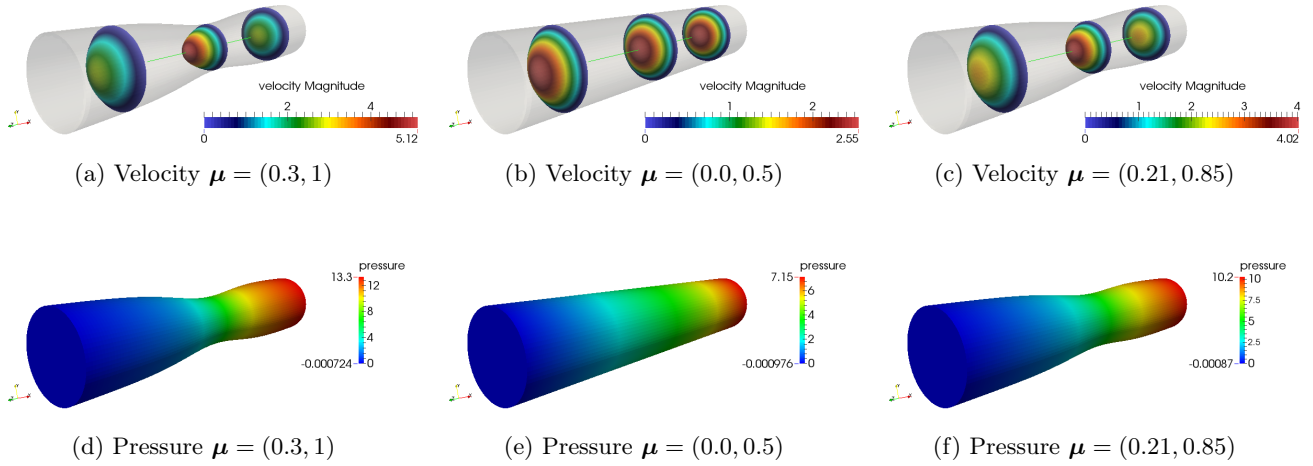 velocity Magnitude
2 4
0 5.12
velocity Magnitude
1 2
0 2.55
velocity Magnitude
1 2 3 4
0 4.02
(a) Velocity μ = (0.3, 1)
(b) Velocity μ = (0.0, 0.5)
(c) Velocity μ = (0.21, 0.85)
pressure
13.3
12
8
4
-0.000724 0
pressure
7.15
6
4
2
-0.000976 0
pressure
10.2 10
7.5
5
2.5
-0.00087 0
(d) Pressure μ = (0.3, 1)
(e) Pressure μ = (0.0, 0.5)
(f) Pressure μ = (0.21, 0.85)